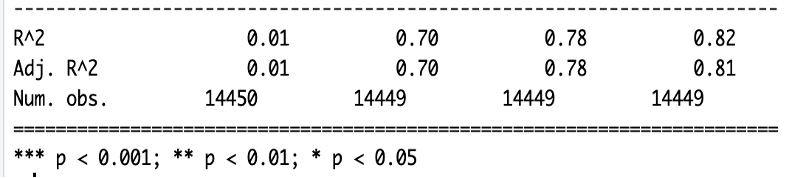 ------------------------------------------------------------------------
R^2 0.01 0.70 0.78 0.82
Adj. R^2 0.01 0.70 0.78 0.81
Num. obs. 14450 14449 14449 14449
========================================================================
*** p < 0.001; ** p < 0.01; * p < 0.05